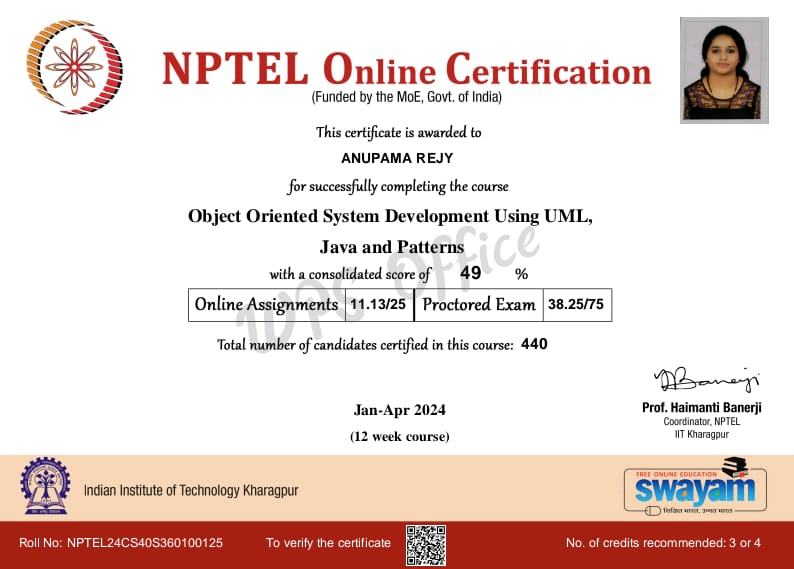 NPTEL Online Certification
(Funded by the MoE, Govt. of India)
This certificate is awarded to
ANUPAMA REJY
for successfully completing the course
Object Oriented System Development Using UML,
Java and Patterns
with a consolidated score of 49 %
Online Assignments 11.13/25 Proctored Exam 38.25/75
WPS Office
Total number of candidates certified in this course: 440
Jan-Apr 2024
(12 week course)
Prof. Haimanti Banerji
Coordinator, NPTEL
IIT Kharagpur
Indian Institute of Technology Kharagpur
FREE ONLINE EDUCATION
swayam
शिक्षित भारत, उन्नत भारत
Roll No: NPTEL24CS40S360100125 To verify the certificate No. of credits recommended: 3 or 4